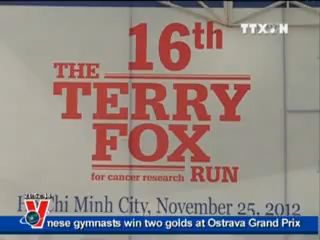 TTXVN
16th
THE
TERRY
FOX
for cancer research RUN
Chi Minh City, November 25, 2012
nese gymnasts win two golds at Ostrava Grand Prix